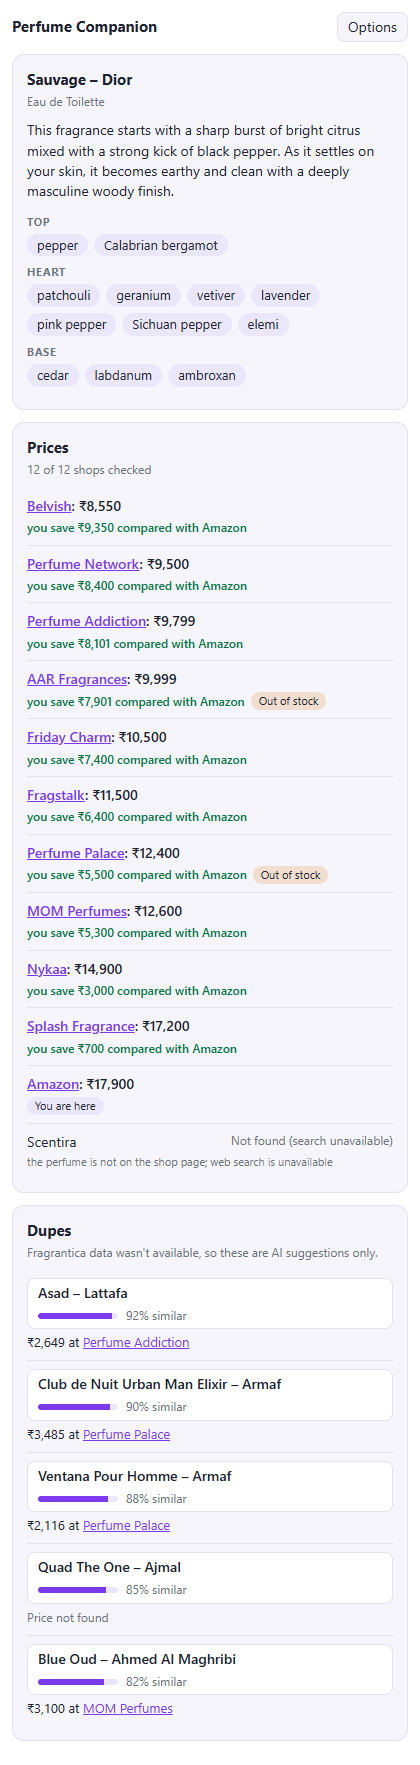 Perfume Companion
Options
Sauvage – Dior
Eau de Toilette
This fragrance starts with a sharp burst of bright citrus
mixed with a strong kick of black pepper. As it settles on
your skin, it becomes earthy and clean with a deeply
masculine woody finish.
TOP
pepper Calabrian bergamot
HEART
patchouli geranium vetiver lavender
pink pepper Sichuan pepper elemi
BASE
cedar labdanum ambroxan
Prices
12 of 12 shops checked
Belvish: ₹8,550
you save ₹9,350 compared with Amazon
Perfume Network: ₹9,500
you save ₹8,400 compared with Amazon
Perfume Addiction: ₹9,799
you save ₹8,101 compared with Amazon
AAR Fragrances: ₹9,999
you save ₹7,901 compared with Amazon Out of stock
Friday Charm: ₹10,500
you save ₹7,400 compared with Amazon
Fragstalk: ₹11,500
you save ₹6,400 compared with Amazon
Perfume Palace: ₹12,400
you save ₹5,500 compared with Amazon Out of stock
MOM Perfumes: ₹12,600
you save ₹5,300 compared with Amazon
Nykaa: ₹14,900
you save ₹3,000 compared with Amazon
Splash Fragrance: ₹17,200
you save ₹700 compared with Amazon
Amazon: ₹17,900
You are here
Scentira Not found (search unavailable)
the perfume is not on the shop page; web search is unavailable
Dupes
Fragrantica data wasn't available, so these are AI suggestions only.
Asad – Lattafa
92% similar
₹2,649 at Perfume Addiction
Club de Nuit Urban Man Elixir – Armaf
90% similar
₹3,485 at Perfume Palace
Ventana Pour Homme – Armaf
88% similar
₹2,116 at Perfume Palace
Quad The One – Ajmal
85% similar
Price not found
Blue Oud – Ahmed Al Maghribi
82% similar
₹3,100 at MOM Perfumes